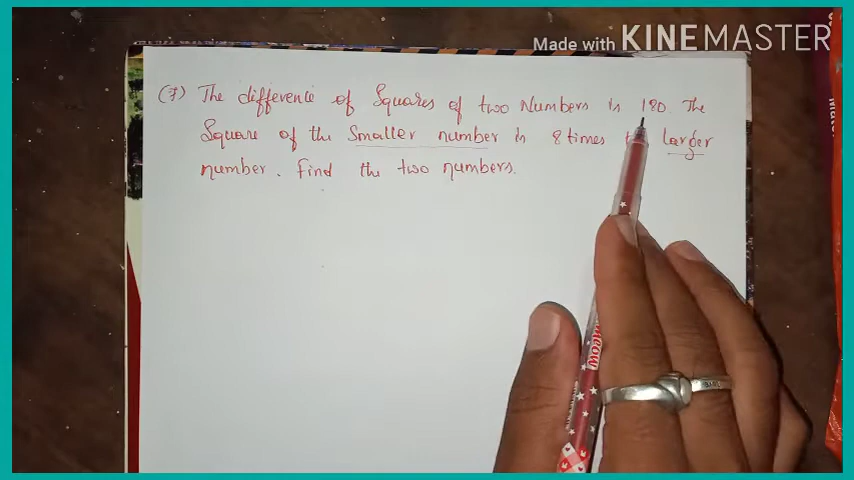 Made with KINEMASTER
(7) The difference of Squares of two Numbers is 180. The
Square of the Smaller number is 8 times larger
number. Find the two numbers.